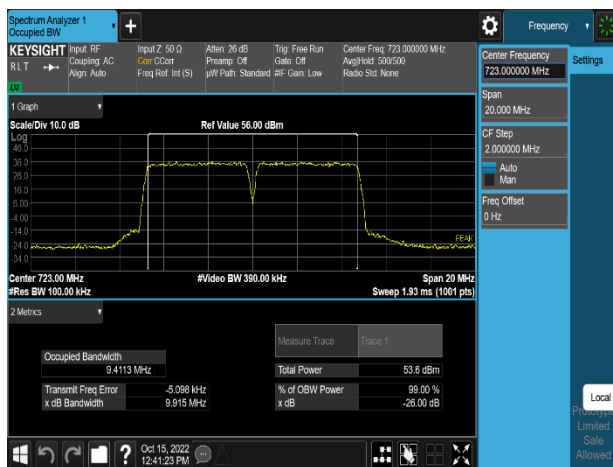 Spectrum Analyzer 1
Occupied BW
Frequency
KEYSIGHT
RLT
Input: RF
Coupling: AC
Align: Auto
Input Z: 50 Ω
Corr CCorr
Freq Ref: Int (S)
Atten: 26 dB
Preamp: Off
µW Path: Standard
Trig: Free Run
Gate: Off
#IF Gain: Low
Center Freq: 723.000000 MHz
Avg|Hold: 500/500
Radio Std: None
Center Frequency
723.000000 MHz
Settings
Span
20.000 MHz
CF Step
2.000000 MHz
Auto
Man
Freq Offset
0 Hz
1 Graph
Scale/Div 10.0 dB
Ref Value 56.00 dBm
Log
46.0
36.0
26.0
16.0
6.00
-4.00
-14.0
-24.0
-34.0
PEAK
Center 723.00 MHz
#Video BW 390.00 kHz
Span 20 MHz
#Res BW 100.00 kHz
Sweep 1.93 ms (1001 pts)
2 Metrics
Measure Trace
Trace 1
Occupied Bandwidth
9.4113 MHz
Total Power
53.6 dBm
Transmit Freq Error
-5.098 kHz
% of OBW Power
99.00 %
x dB Bandwidth
9.915 MHz
x dB
-26.00 dB
Local
Prototype
Limited
Sale
Allowed
Oct 15, 2022
12:41:23 PM